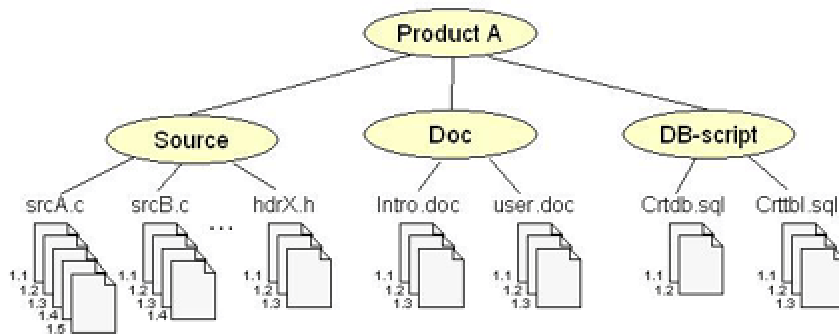 Product A
Source Doc DB-script
srcA.c srcB.c ... hdrX.h Intro.doc user.doc Crtdb.sql Crttbl.sql
1.1 1.1 1.1 1.1 1.1 1.1 1.1
1.2 1.2 1.2 1.2 1.2 1.2 1.2
1.3 1.3 1.3 1.3 1.3 1.3
1.4 1.4
1.5